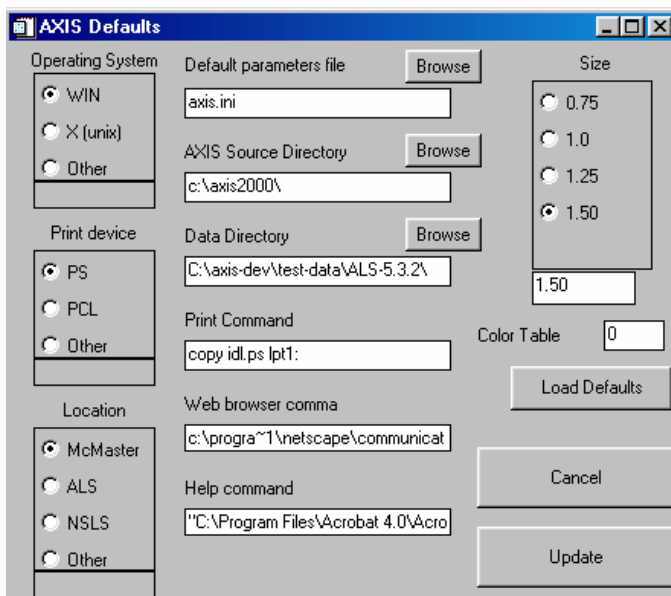 AXIS Defaults
Operating System
WIN
X (unix)
Other
Print device
PS
PCL
Other
Location
McMaster
ALS
NSLS
Other
Default parameters file
Browse
axis.ini
AXIS Source Directory
Browse
c:\axis2000\
Data Directory
Browse
C:\axis-dev\test-data\ALS-5.3.2\
Print Command
copy idl.ps lpt1:
Web browser comma
c:\progra~1\netscape\communicat
Help command
"C:\Program Files\Acrobat 4.0\Acro
Size
0.75
1.0
1.25
1.50
1.50
Color Table
0
Load Defaults
Cancel
Update